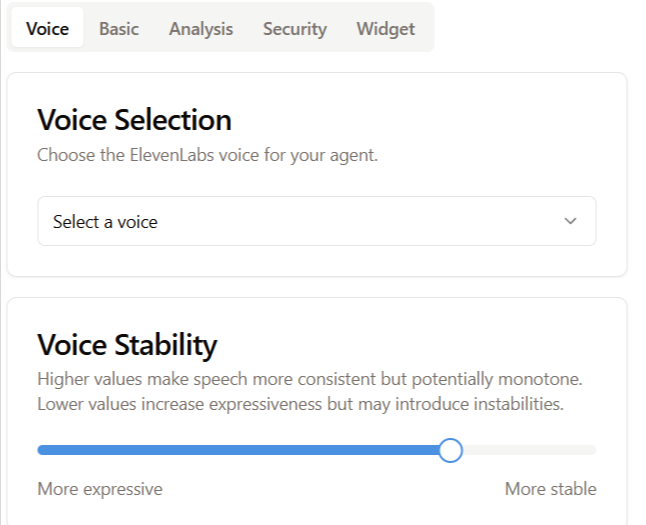 Voice Basic Analysis Security Widget
Voice Selection
Choose the ElevenLabs voice for your agent.
Select a voice
Voice Stability
Higher values make speech more consistent but potentially monotone.
Lower values increase expressiveness but may introduce instabilities.
More expressive More stable